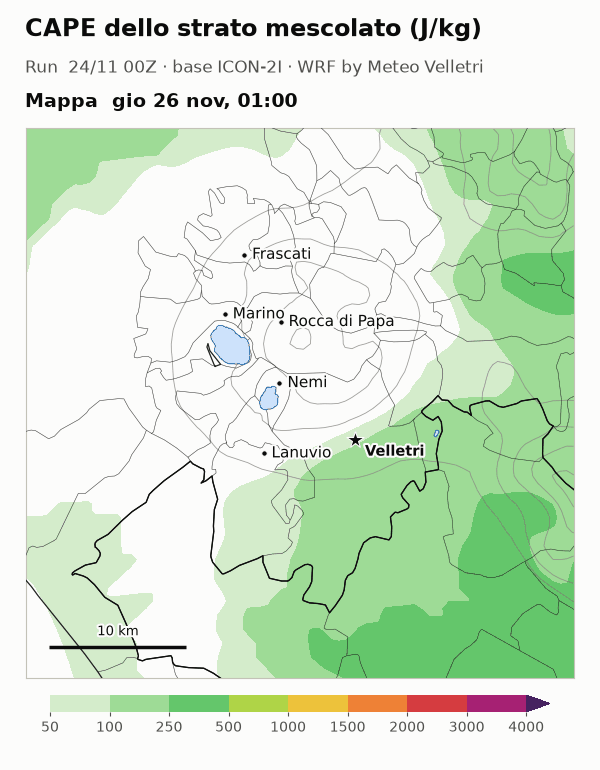 CAPE dello strato mescolato (J/kg)
Run  24/11 00Z · base ICON-2I · WRF by Meteo Velletri
Mappa  gio 26 nov, 01:00
Frascati
Marino
Rocca di Papa
Nemi
Lanuvio
Velletri
10 km
50 100 250 500 1000 1500 2000 3000 4000